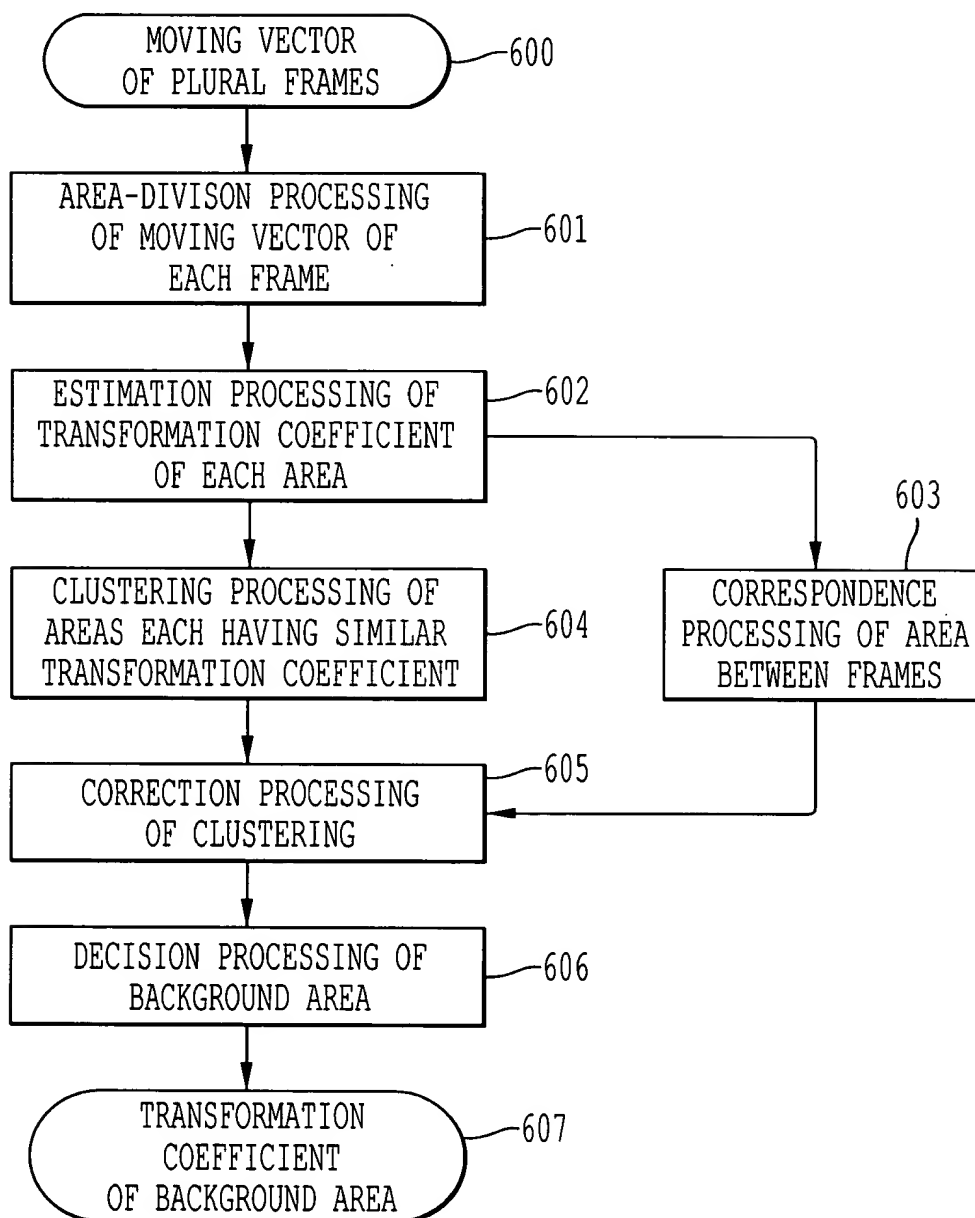 MOVING VECTOR
OF PLURAL FRAMES
600
AREA-DIVISON PROCESSING
OF MOVING VECTOR OF
EACH FRAME
601
ESTIMATION PROCESSING OF
TRANSFORMATION COEFFICIENT
OF EACH AREA
602
603
CORRESPONDENCE
PROCESSING OF AREA
BETWEEN FRAMES
CLUSTERING PROCESSING OF
AREAS EACH HAVING SIMILAR
TRANSFORMATION COEFFICIENT
604
CORRECTION PROCESSING
OF CLUSTERING
605
DECISION PROCESSING OF
BACKGROUND AREA
606
TRANSFORMATION
COEFFICIENT
OF BACKGROUND AREA
607